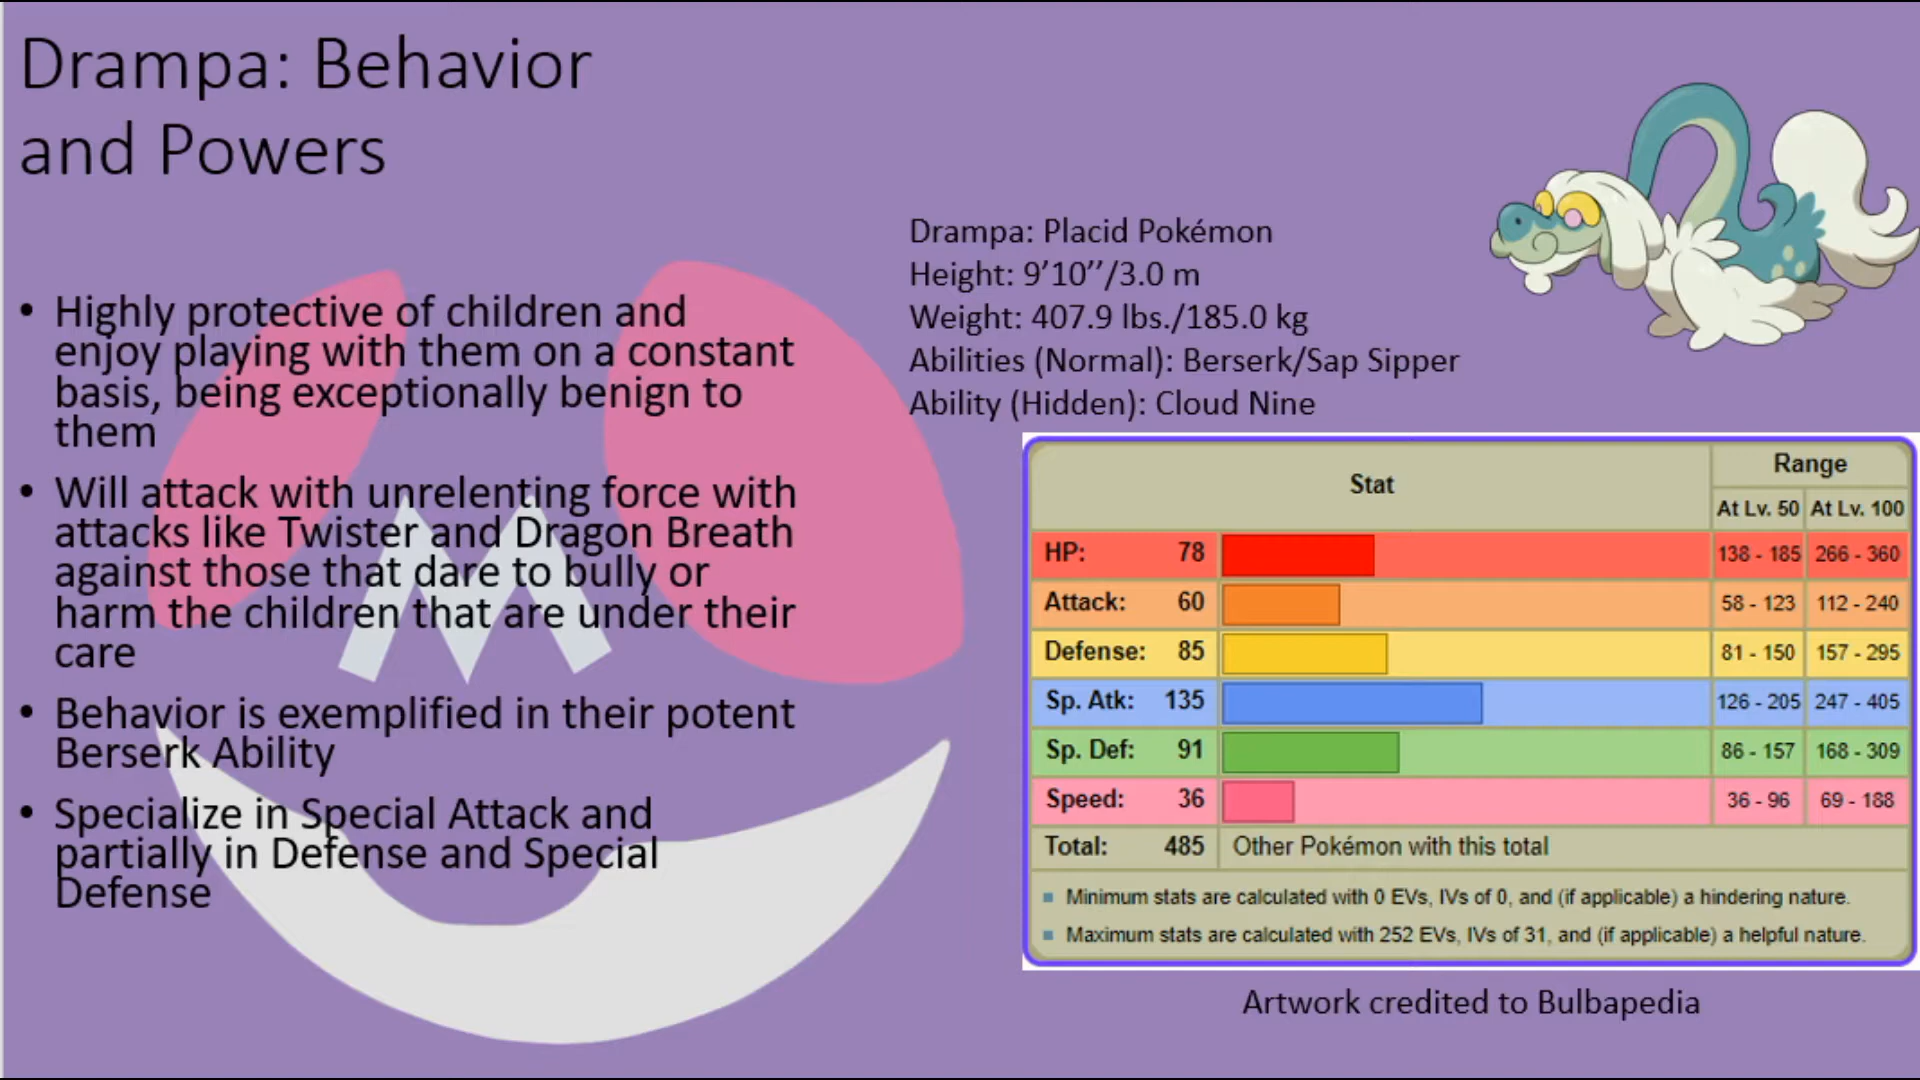 Drampa: Behavior
and Powers
• Highly protective of children and
enjoy playing with them on a constant
basis, being exceptionally benign to
them
• Will attack with unrelenting force with
attacks like Twister and Dragon Breath
against those that dare to bully or
harm the children that are under their
care
• Behavior is exemplified in their potent
Berserk Ability
• Specialize in Special Attack and
partially in Defense and Special
Defense
M
Drampa: Placid Pokémon
Height: 9’10’’/3.0 m
Weight: 407.9 lbs./185.0 kg
Abilities (Normal): Berserk/Sap Sipper
Ability (Hidden): Cloud Nine
Stat Range
At Lv. 50 At Lv. 100
HP: 78 138 - 185 266 - 360
Attack: 60 58 - 123 112 - 240
Defense: 85 81 - 150 157 - 295
Sp. Atk: 135 126 - 205 247 - 405
Sp. Def: 91 86 - 157 168 - 309
Speed: 36 36 - 96 69 - 188
Total: 485 Other Pokémon with this total
Minimum stats are calculated with 0 EVs, IVs of 0, and (if applicable) a hindering nature.
Maximum stats are calculated with 252 EVs, IVs of 31, and (if applicable) a helpful nature.
Artwork credited to Bulbapedia